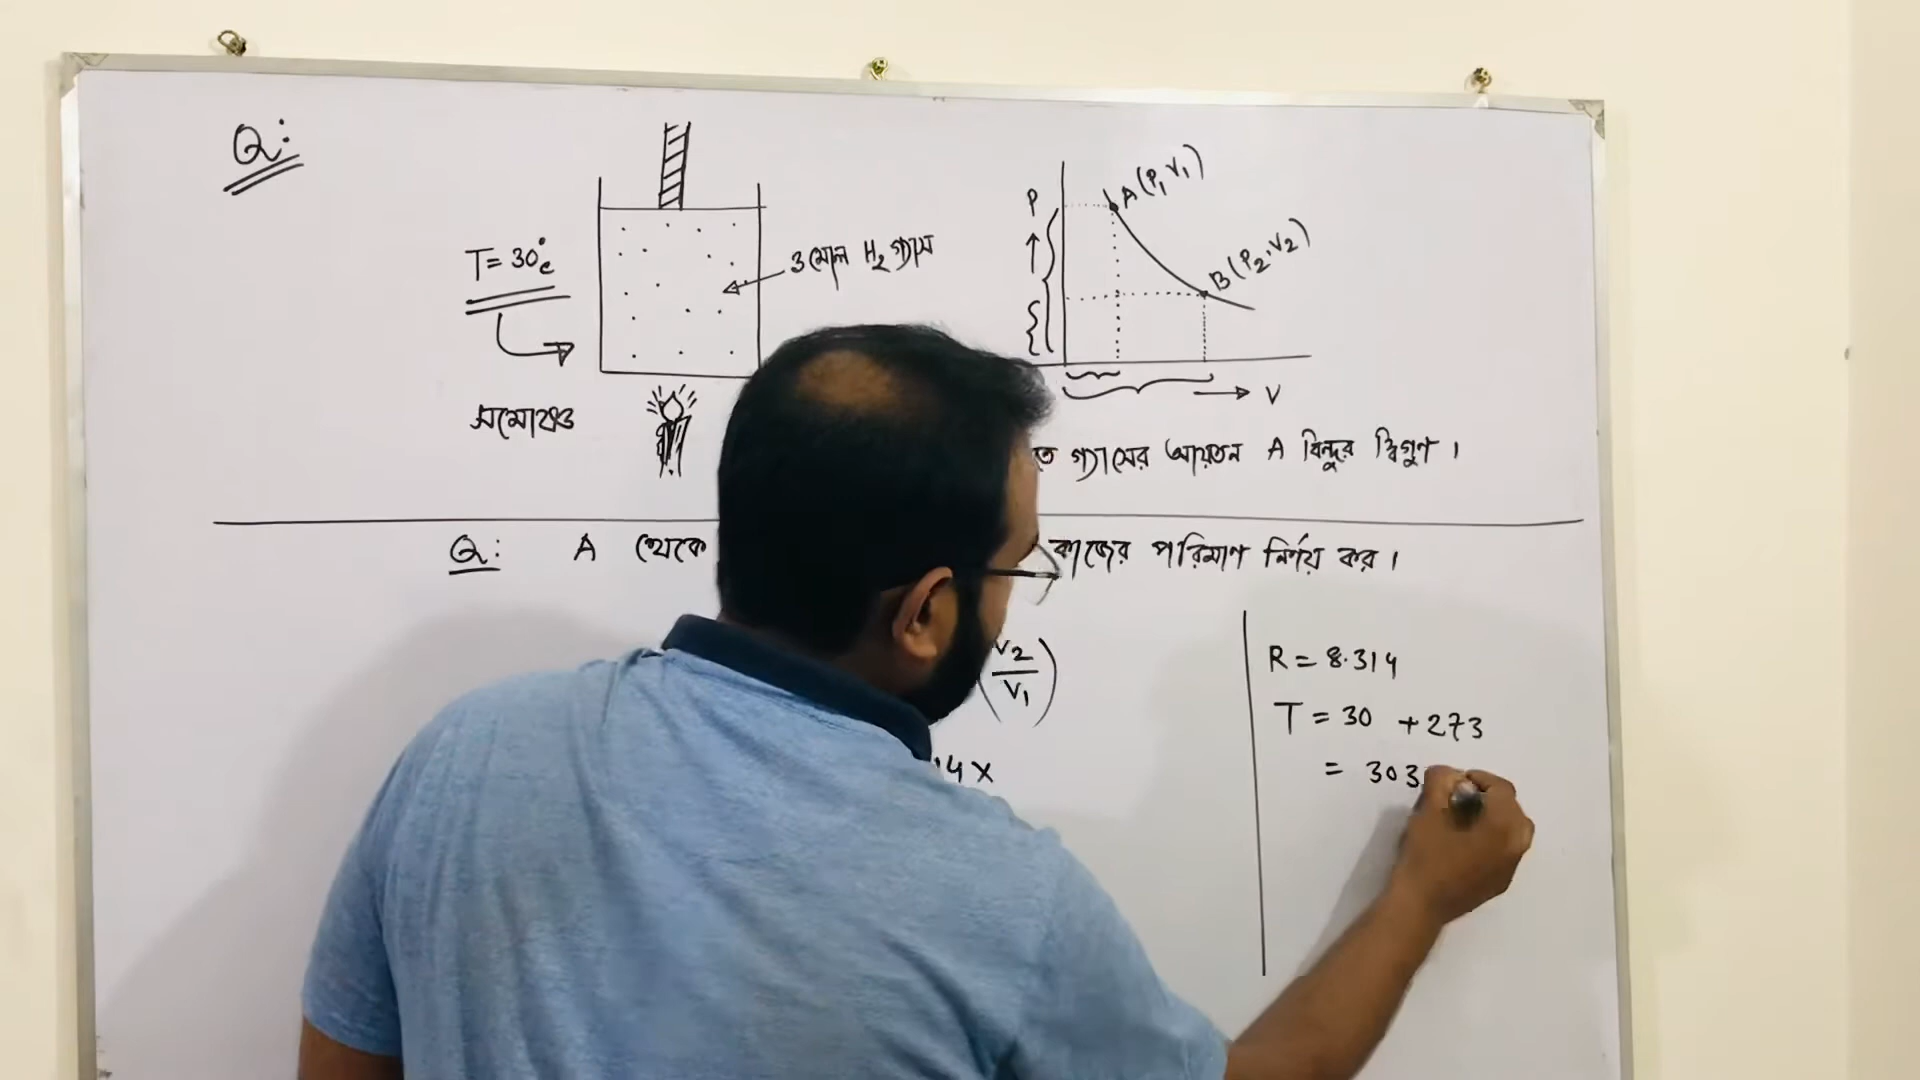 Q:
T = 30°c
সমোষ্ণ
3 মোল H₂ গ্যাস
P
A (P₁ V₁)
B (P₂, V₂)
V
তে গ্যাসের আয়তন A বিন্দুর দ্বিগুণ ।
Q: A থেকে কাজের পরিমাণ নির্ণয় কর ।
(V₂/V₁)
14 x
R = 8.314
T = 30 + 273
= 303